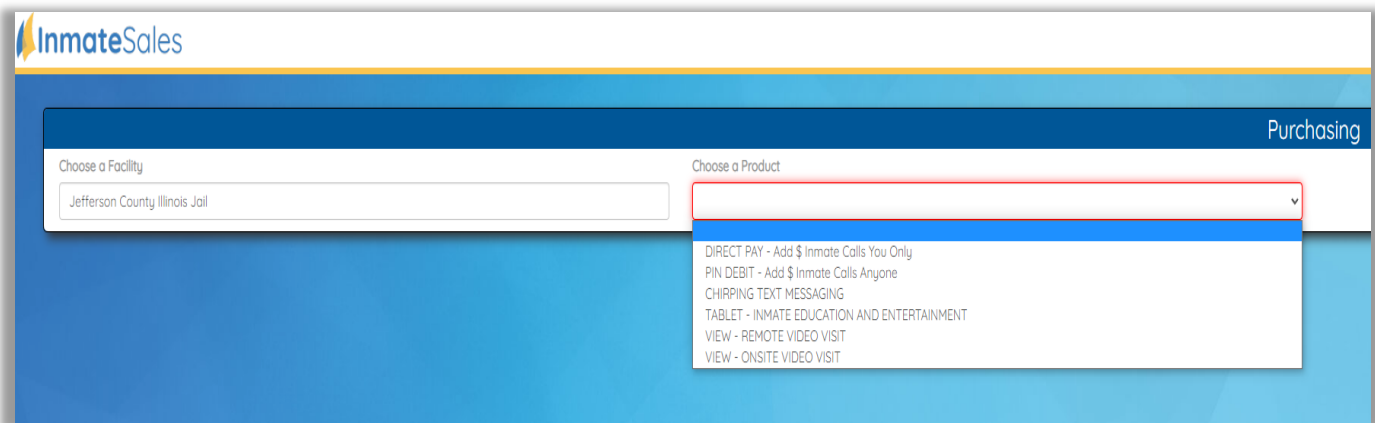 InmateSales
Purchasing
Choose a Facility
Choose a Product
Jefferson County Illinois Jail
DIRECT PAY - Add $ Inmate Calls You Only
PIN DEBIT - Add $ Inmate Calls Anyone
CHIRPING TEXT MESSAGING
TABLET - INMATE EDUCATION AND ENTERTAINMENT
VIEW - REMOTE VIDEO VISIT
VIEW - ONSITE VIDEO VISIT